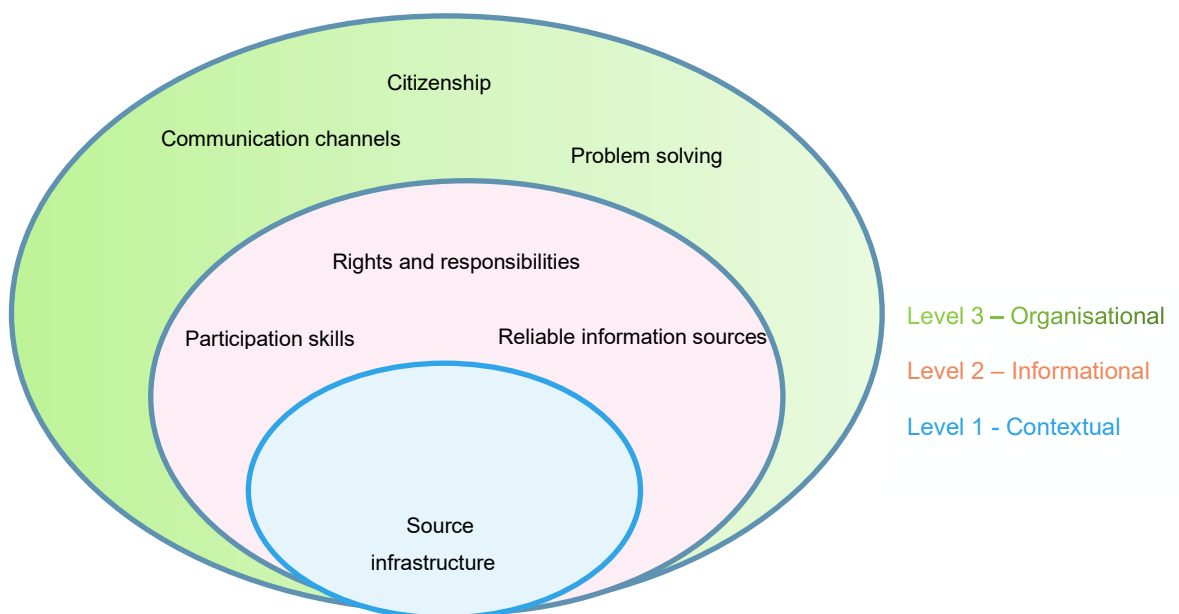 Citizenship
Communication channels
Problem solving
Rights and responsibilities
Participation skills
Reliable information sources
Source
infrastructure
Level 3 – Organisational
Level 2 – Informational
Level 1 - Contextual